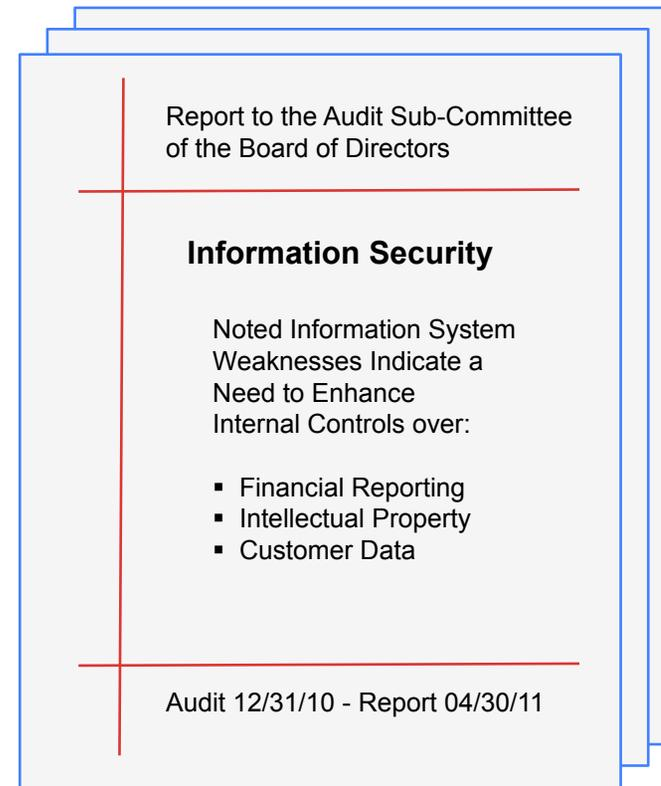 Report to the Audit Sub-Committee
of the Board of Directors
Information Security
Noted Information System
Weaknesses Indicate a
Need to Enhance
Internal Controls over:
▪ Financial Reporting
▪ Intellectual Property
▪ Customer Data
Audit 12/31/10 - Report 04/30/11